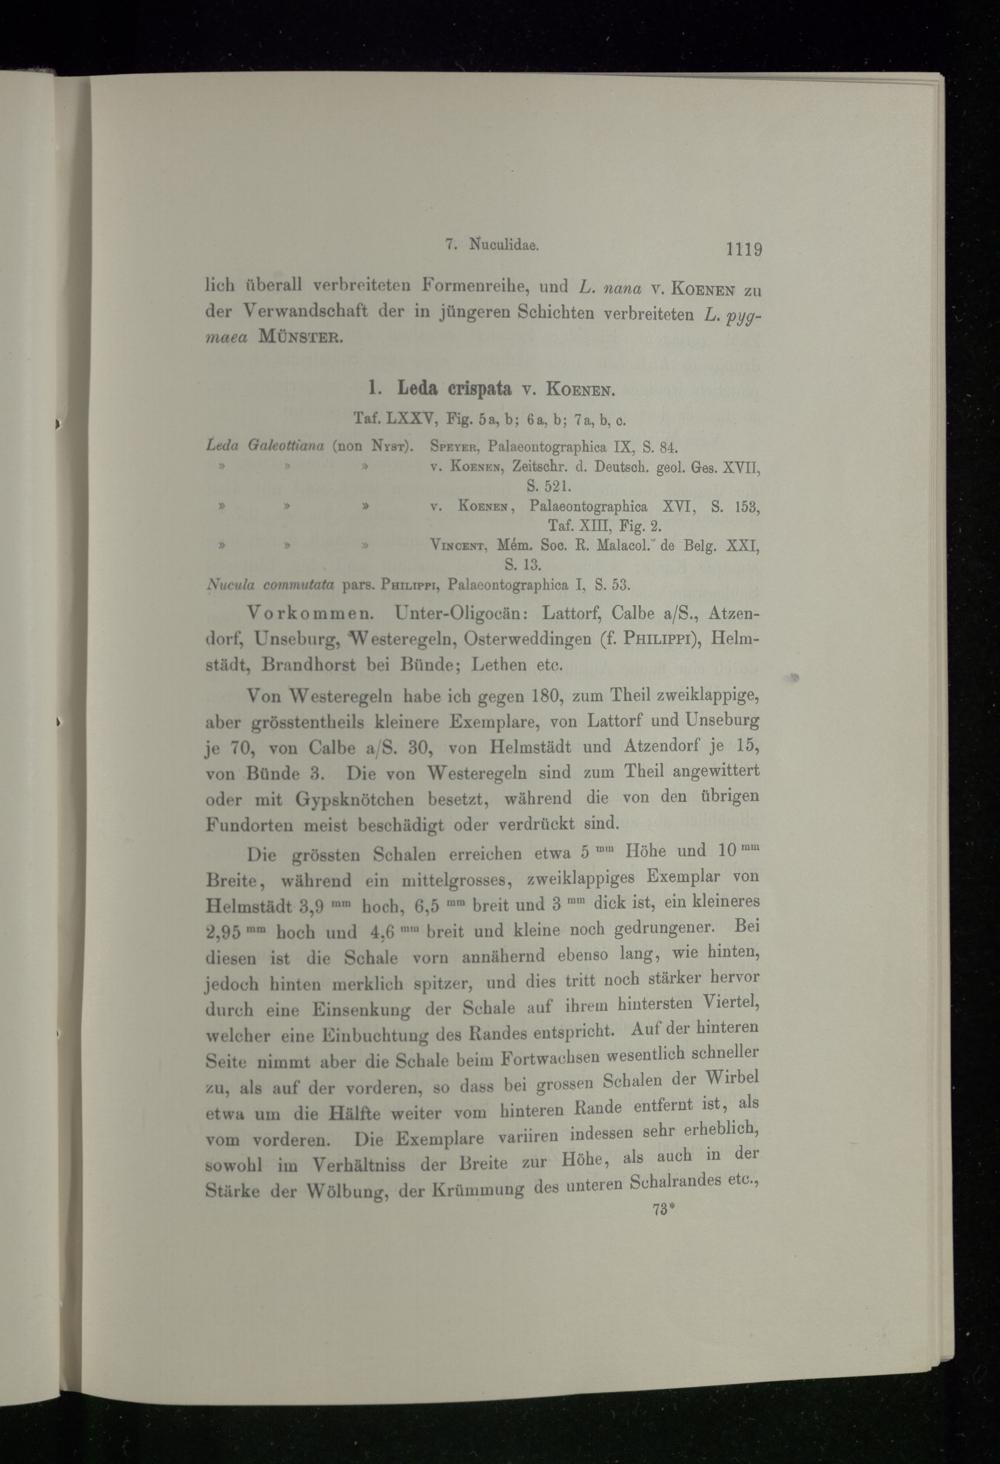 7. Nuculidae. 1119
lich überall verbreiteten Formenreihe, und L. nana v. KOENEN zu
der Verwandschaft der in jüngeren Schichten verbreiteten L. pyg-
maea MÜNSTER.
1. Leda crispata v. KOENEN.
Taf. LXXV, Fig. 5a, b; 6a, b; 7a, b, c.
Leda Galeottiana (non NYST). SPEYER, Palaeontographica IX, S. 84.
» » » v. KOENEN, Zeitschr. d. Deutsch. geol. Ges. XVII,
S. 521.
» » » v. KOENEN, Palaeontographica XVI, S. 153,
Taf. XIII, Fig. 2.
» » » VINCENT, Mém. Soc. R. Malacol. de Belg. XXI,
S. 13.
Nucula commutata pars. PHILIPPI, Palaeontographica I, S. 53.
Vorkommen. Unter-Oligocän: Lattorf, Calbe a/S., Atzen-
dorf, Unseburg, Westeregeln, Osterweddingen (f. PHILIPPI), Helm-
städt, Brandhorst bei Bünde; Lethen etc.
Von Westeregeln habe ich gegen 180, zum Theil zweiklappige,
aber grösstentheils kleinere Exemplare, von Lattorf und Unseburg
je 70, von Calbe a/S. 30, von Helmstädt und Atzendorf je 15,
von Bünde 3. Die von Westeregeln sind zum Theil angewittert
oder mit Gypsknötchen besetzt, während die von den übrigen
Fundorten meist beschädigt oder verdrückt sind.
Die grössten Schalen erreichen etwa 5 mm Höhe und 10 mm
Breite, während ein mittelgrosses, zweiklappiges Exemplar von
Helmstädt 3,9 mm hoch, 6,5 mm breit und 3 mm dick ist, ein kleineres
2,95 mm hoch und 4,6 mm breit und kleine noch gedrungener. Bei
diesen ist die Schale vorn annähernd ebenso lang, wie hinten,
jedoch hinten merklich spitzer, und dies tritt noch stärker hervor
durch eine Einsenkung der Schale auf ihrem hintersten Viertel,
welcher eine Einbuchtung des Randes entspricht. Auf der hinteren
Seite nimmt aber die Schale beim Fortwachsen wesentlich schneller
zu, als auf der vorderen, so dass bei grossen Schalen der Wirbel
etwa um die Hälfte weiter vom hinteren Rande entfernt ist, als
vom vorderen. Die Exemplare variiren indessen sehr erheblich,
sowohl im Verhältniss der Breite zur Höhe, als auch in der
Stärke der Wölbung, der Krümmung des unteren Schalrandes etc.,
73*